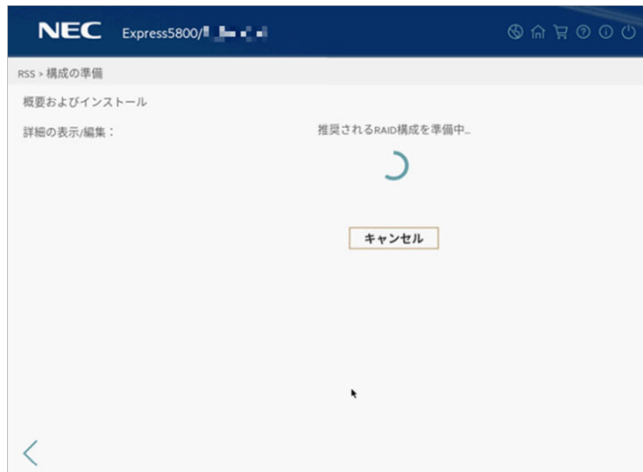 NEC Express5800/
RSS > 構成の準備
概要およびインストール
詳細の表示/編集：
推奨されるRAID構成を準備中...
キャンセル